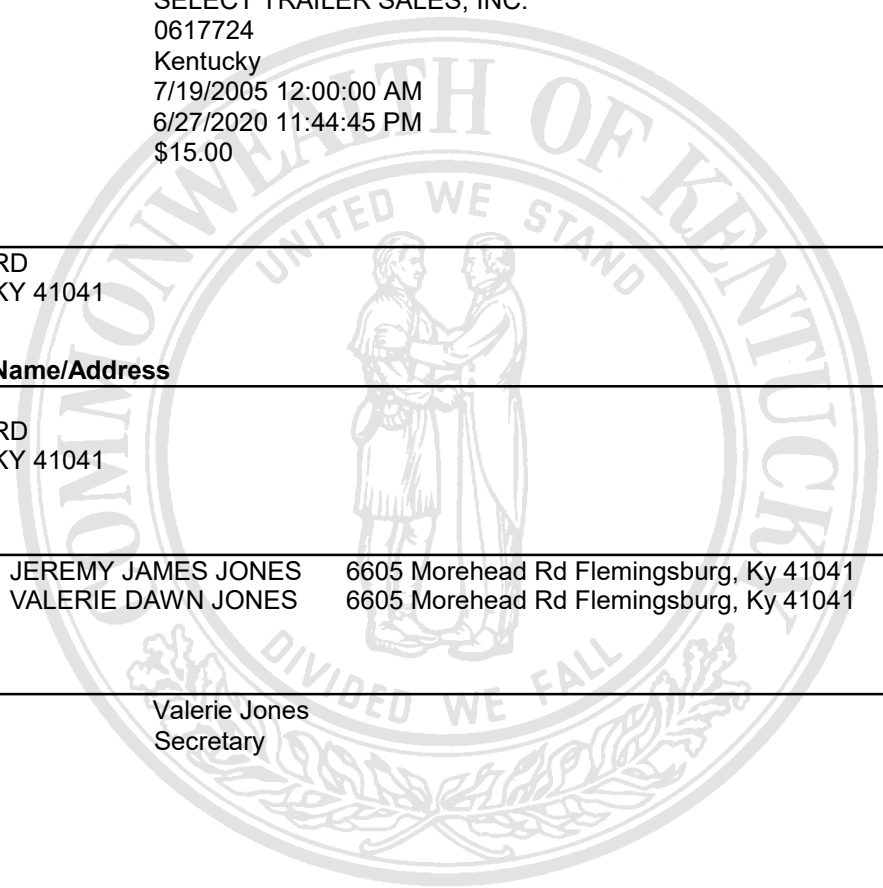 SELECT TRAILER SALES, INC.
0617724
Kentucky
7/19/2005 12:00:00 AM
6/27/2020 11:44:45 PM
$15.00
RD
KY 41041
Name/Address
RD
KY 41041
JEREMY JAMES JONES 6605 Morehead Rd Flemingsburg, Ky 41041
VALERIE DAWN JONES 6605 Morehead Rd Flemingsburg, Ky 41041
Valerie Jones
Secretary
COMMONWEALTH OF KENTUCKY
UNITED WE STAND
DIVIDED WE FALL